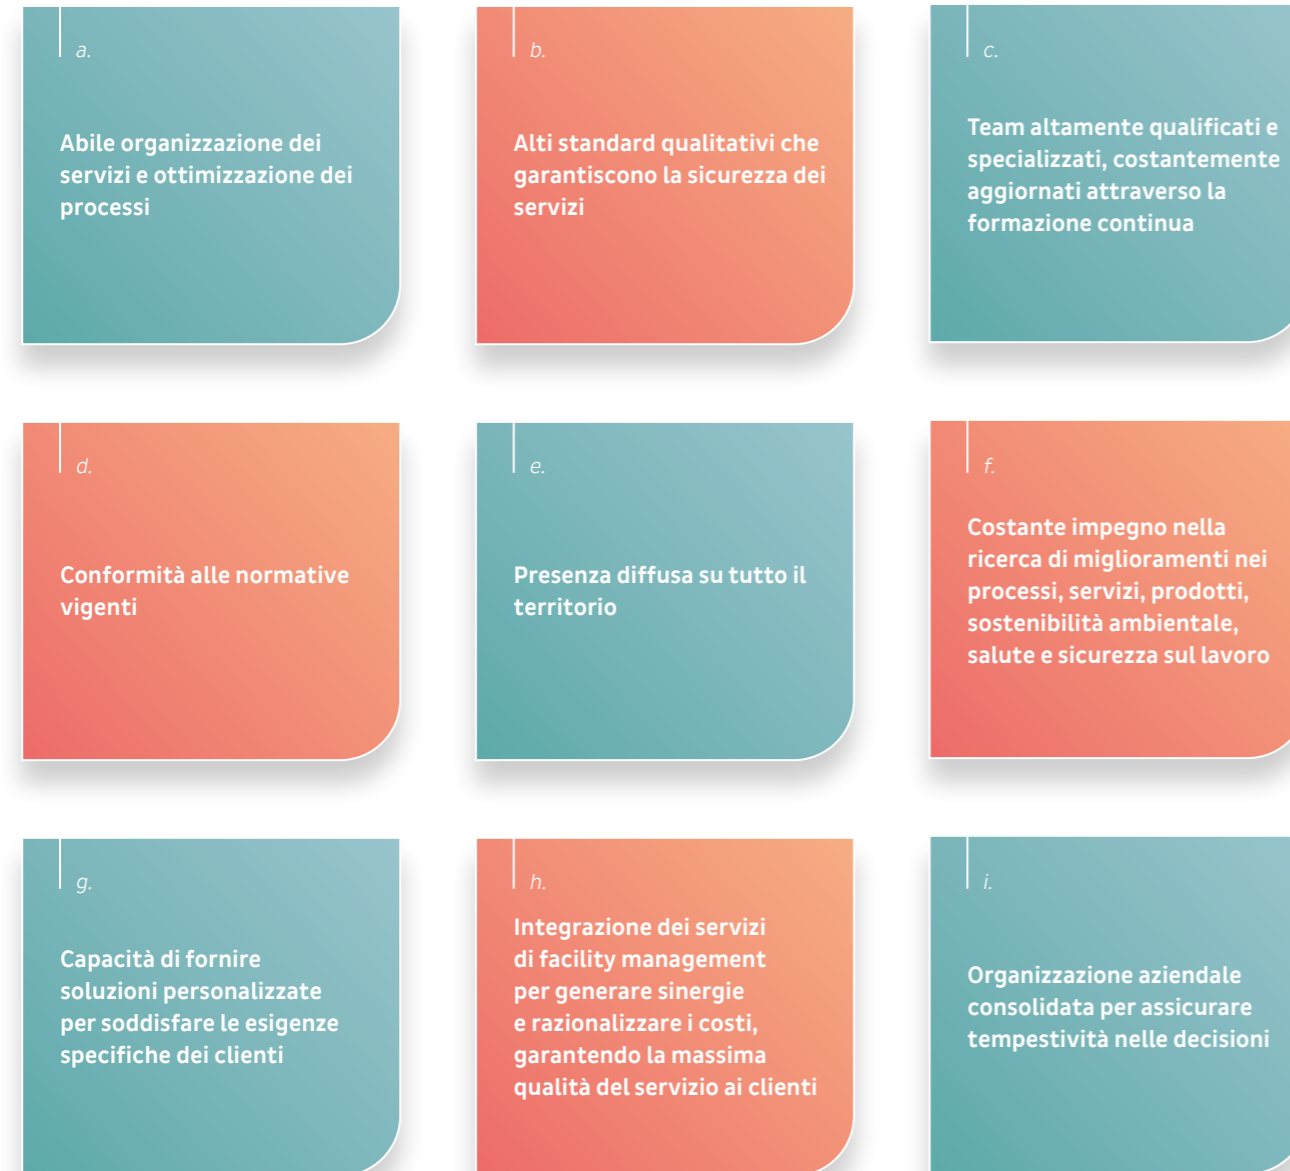 a.
Abile organizzazione dei
servizi e ottimizzazione dei
processi
b.
Alti standard qualitativi che
garantiscono la sicurezza dei
servizi
c.
Team altamente qualificati e
specializzati, costantemente
aggiornati attraverso la
formazione continua
d.
Conformità alle normative
vigenti
e.
Presenza diffusa su tutto il
territorio
f.
Costante impegno nella
ricerca di miglioramenti nei
processi, servizi, prodotti,
sostenibilità ambientale,
salute e sicurezza sul lavoro
g.
Capacità di fornire
soluzioni personalizzate
per soddisfare le esigenze
specifiche dei clienti
h.
Integrazione dei servizi
di facility management
per generare sinergie
e razionalizzare i costi,
garantendo la massima
qualità del servizio ai clienti
i.
Organizzazione aziendale
consolidata per assicurare
tempestività nelle decisioni